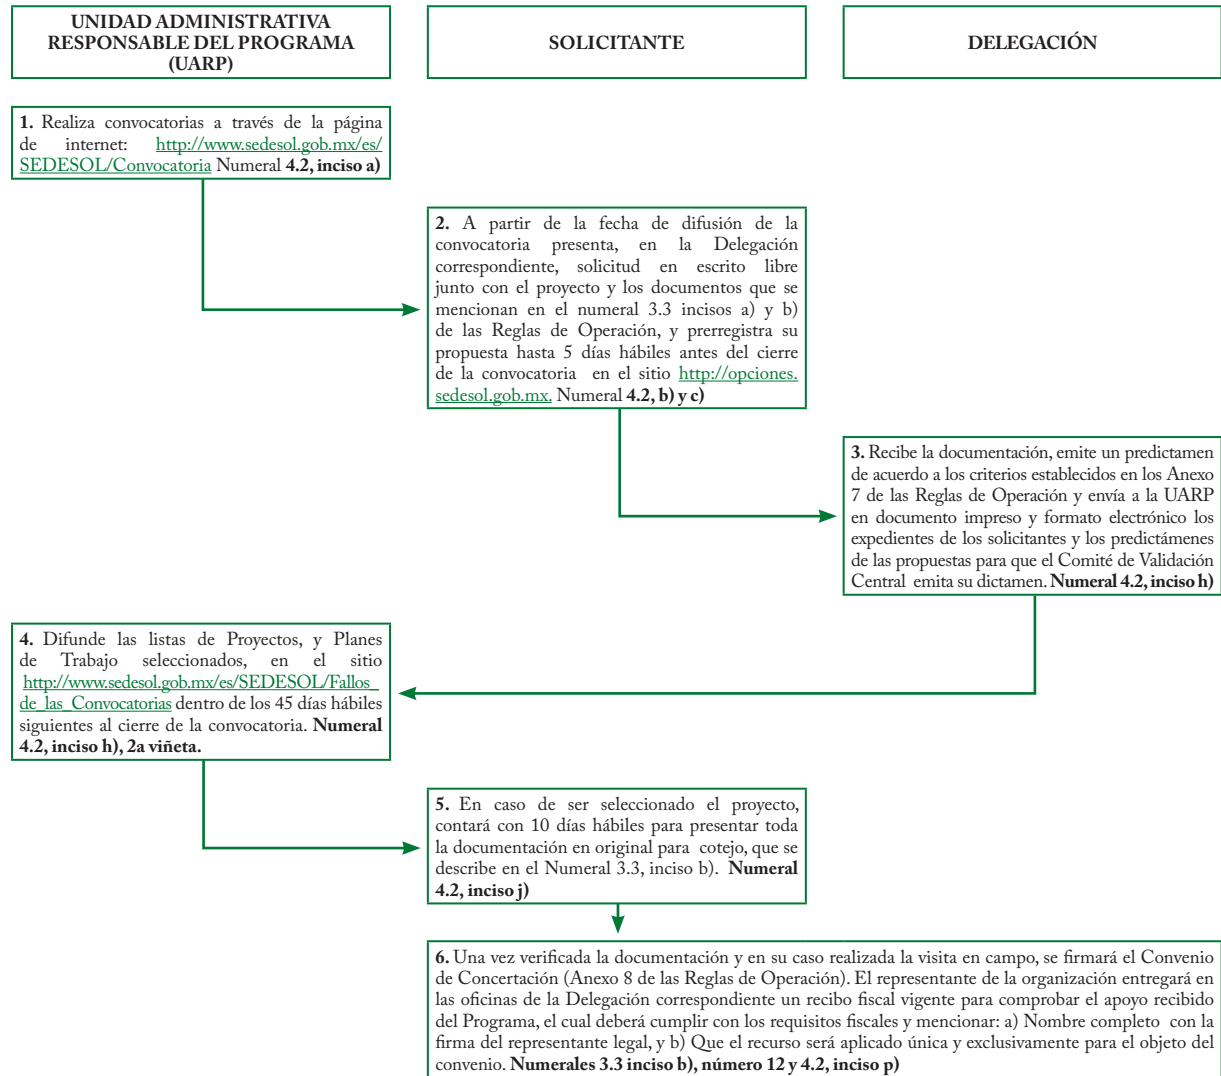 UNIDAD ADMINISTRATIVA
RESPONSABLE DEL PROGRAMA
(UARP)
SOLICITANTE
DELEGACIÓN
1. Realiza convocatorias a través de la página
de internet: http://www.sedesol.gob.mx/es/
SEDESOL/Convocatoria Numeral 4.2, inciso a)
2. A partir de la fecha de difusión de la
convocatoria presenta, en la Delegación
correspondiente, solicitud en escrito libre
junto con el proyecto y los documentos que se
mencionan en el numeral 3.3 incisos a) y b)
de las Reglas de Operación, y prerregistra su
propuesta hasta 5 días hábiles antes del cierre
de la convocatoria en el sitio http://opciones.
sedesol.gob.mx. Numeral 4.2, b) y c)
3. Recibe la documentación, emite un predictamen
de acuerdo a los criterios establecidos en los Anexo
7 de las Reglas de Operación y envía a la UARP
en documento impreso y formato electrónico los
expedientes de los solicitantes y los predictámenes
de las propuestas para que el Comité de Validación
Central emita su dictamen. Numeral 4.2, inciso h)
4. Difunde las listas de Proyectos, y Planes
de Trabajo seleccionados, en el sitio
http://www.sedesol.gob.mx/es/SEDESOL/Fallos_
de_las_Convocatorias dentro de los 45 días hábiles
siguientes al cierre de la convocatoria. Numeral
4.2, inciso h), 2a viñeta.
5. En caso de ser seleccionado el proyecto,
contará con 10 días hábiles para presentar toda
la documentación en original para cotejo, que se
describe en el Numeral 3.3, inciso b). Numeral
4.2, inciso j)
6. Una vez verificada la documentación y en su caso realizada la visita en campo, se firmará el Convenio
de Concertación (Anexo 8 de las Reglas de Operación). El representante de la organización entregará en
las oficinas de la Delegación correspondiente un recibo fiscal vigente para comprobar el apoyo recibido
del Programa, el cual deberá cumplir con los requisitos fiscales y mencionar: a) Nombre completo con la
firma del representante legal, y b) Que el recurso será aplicado única y exclusivamente para el objeto del
convenio. Numerales 3.3 inciso b), número 12 y 4.2, inciso p)